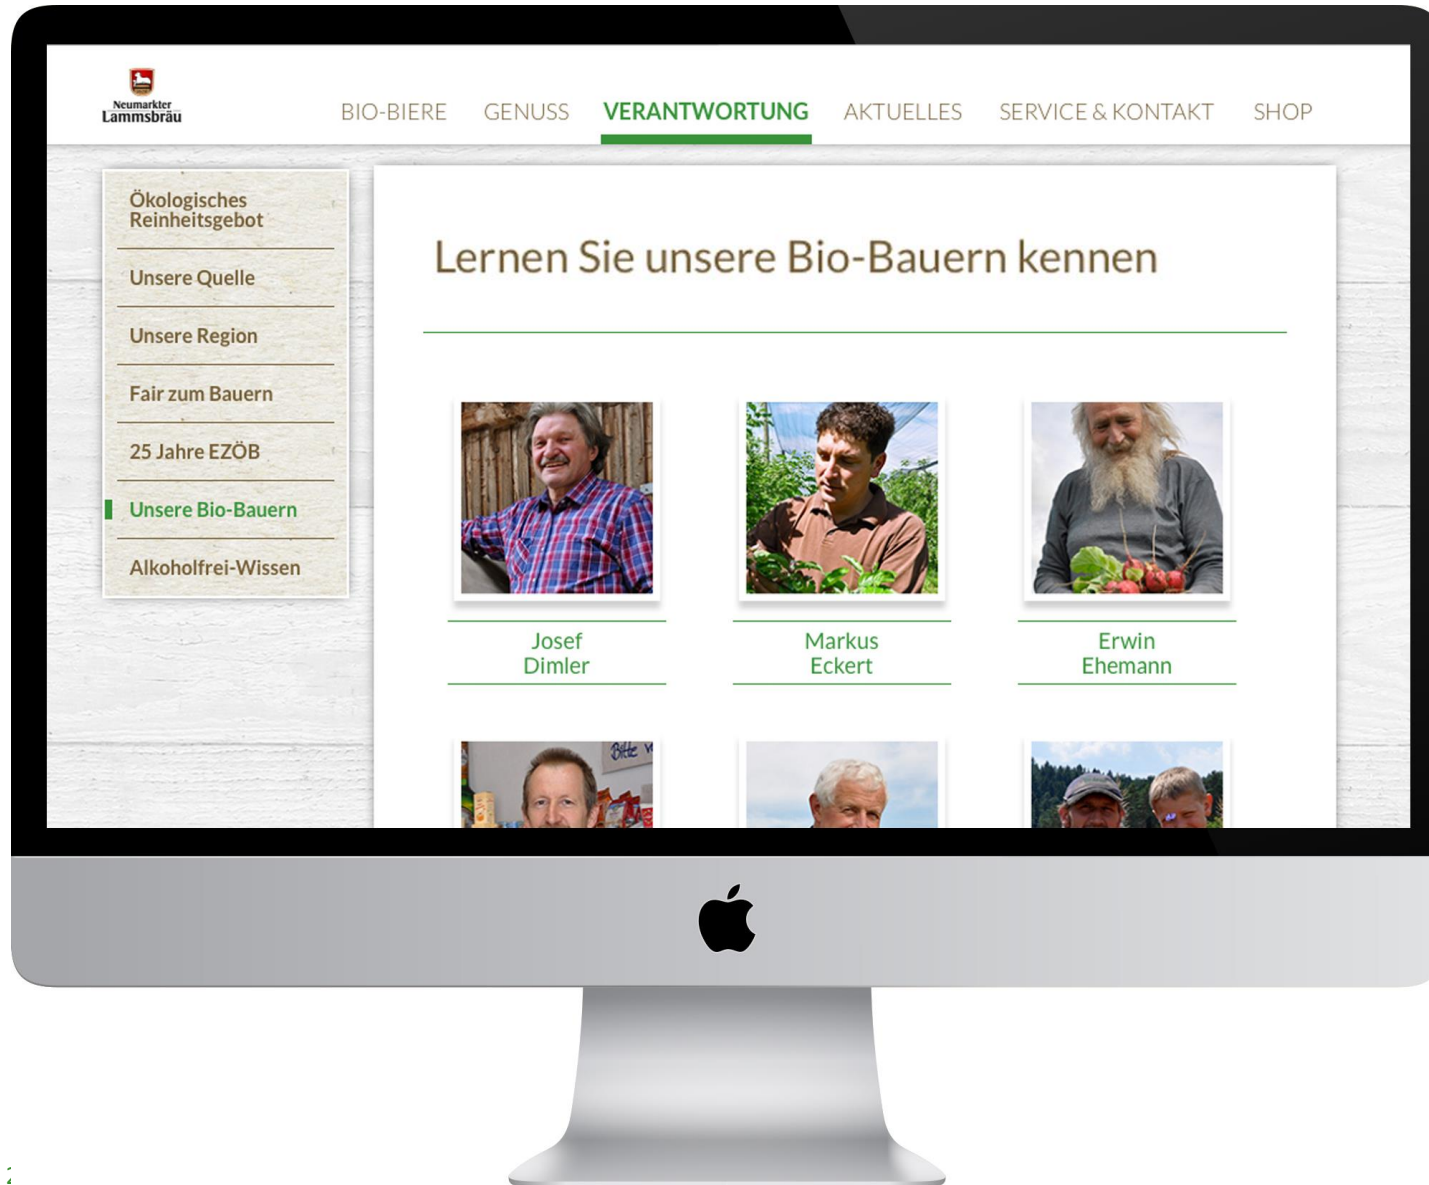 Neumarkter
Lammsbräu
BIO-BIERE GENUSS VERANTWORTUNG AKTUELLES SERVICE & KONTAKT SHOP
Ökologisches
Reinheitsgebot
Unsere Quelle
Unsere Region
Fair zum Bauern
25 Jahre EZÖB
Unsere Bio-Bauern
Alkoholfrei-Wissen
Lernen Sie unsere Bio-Bauern kennen
Josef
Dimler
Markus
Eckert
Erwin
Ehemann
Bitte